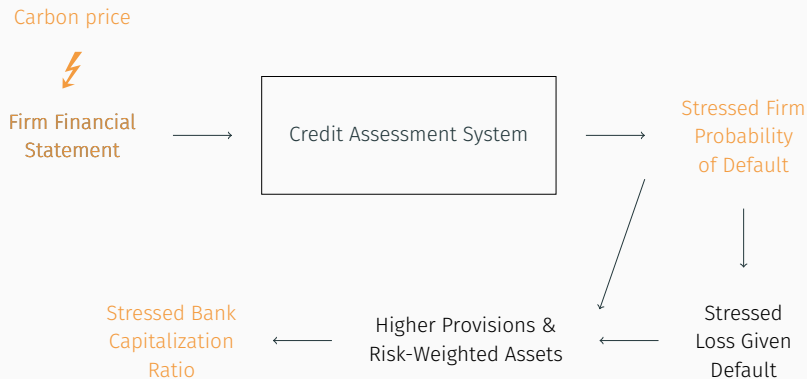 Carbon price
Firm Financial
Statement
Credit Assessment System
Stressed Firm
Probability
of Default
Stressed Bank
Capitalization
Ratio
Higher Provisions &
Risk-Weighted Assets
Stressed
Loss Given
Default